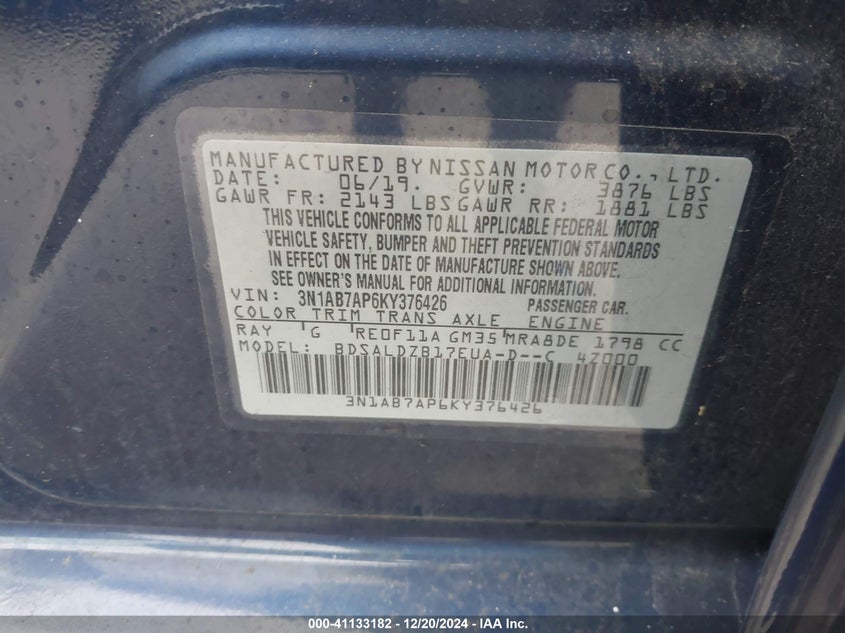 MANUFACTURED BY NISSAN MOTOR CO., LTD.
DATE: 06/19. GVWR: 3876 LBS
GAWR FR: 2143 LBS GAWR RR: 1881 LBS
THIS VEHICLE CONFORMS TO ALL APPLICABLE FEDERAL MOTOR
VEHICLE SAFETY, BUMPER AND THEFT PREVENTION STANDARDS
IN EFFECT ON THE DATE OF MANUFACTURE SHOWN ABOVE.
SEE OWNER'S MANUAL FOR ADDITIONAL INFORMATION.
VIN: 3N1AB7AP6KY376426 PASSENGER CAR.
COLOR TRIM TRANS AXLE ENGINE
RAY G RE0F11A GM35 MRA8DE 1798 CC
MODEL: BDSALDZB17EUA-D--C 4Z000
3N1AB7AP6KY376426
000-41133182 - 12/20/2024 - IAA Inc.